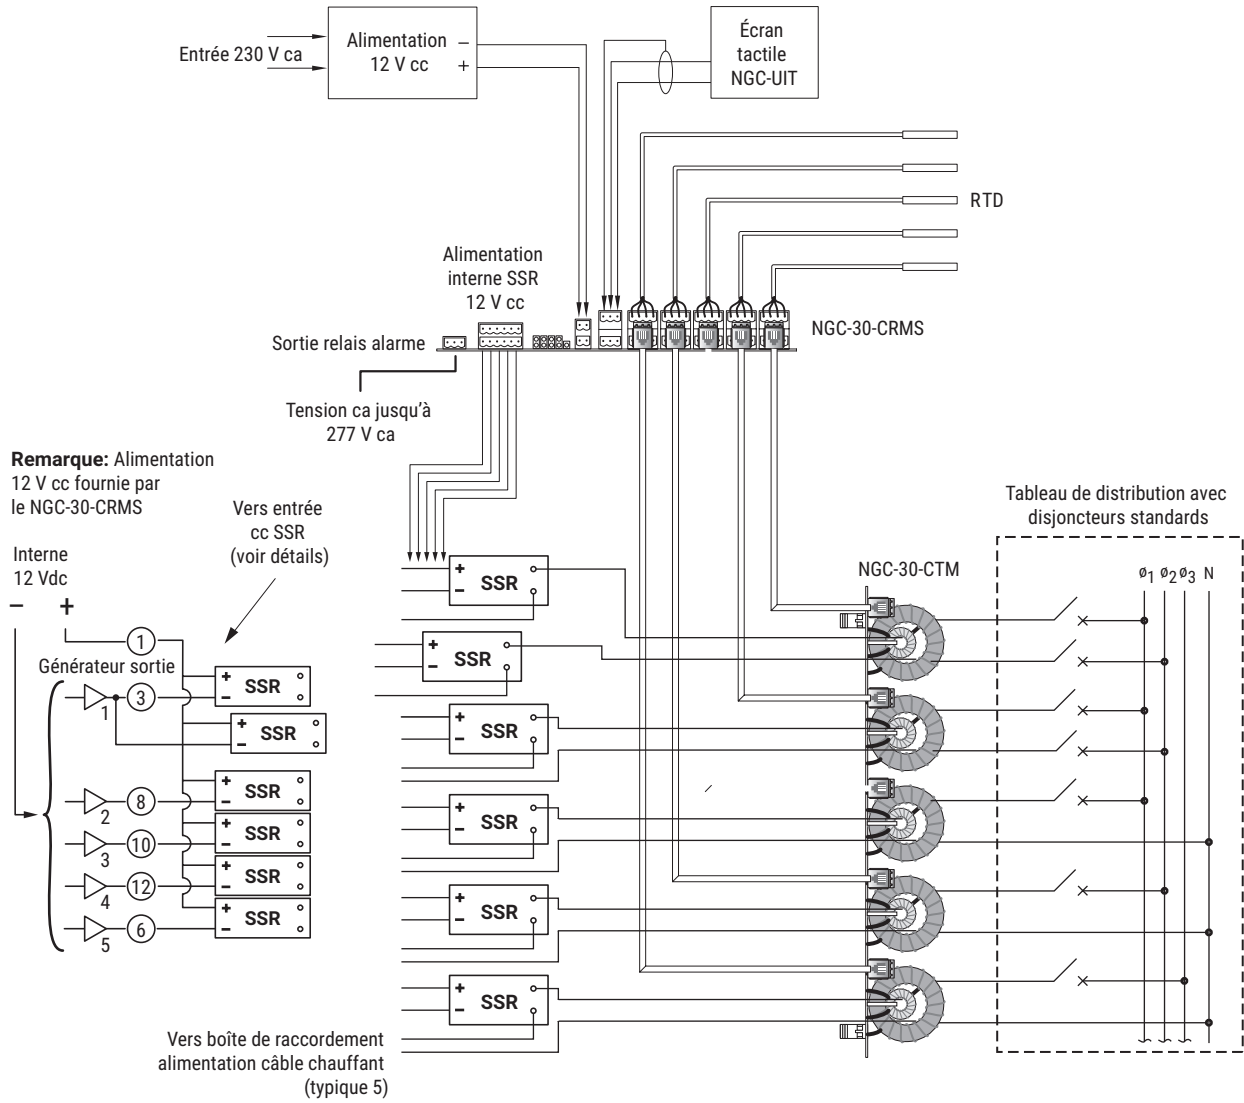 Entrée 230 V ca
Alimentation
12 V cc
−
+
Écran
tactile
NGC-UIT
RTD
Alimentation
interne SSR
12 V cc
NGC-30-CRMS
Sortie relais alarme
Tension ca jusqu'à
277 V ca
Remarque: Alimentation
12 V cc fournie par
le NGC-30-CRMS
Vers entrée
cc SSR
(voir détails)
Interne
12 Vdc
− +
1
Générateur sortie
1
3
+
−
SSR
+
−
SSR
2
8
+
−
SSR
3
10
+
−
SSR
4
12
+
−
SSR
5
6
+
−
SSR
+
−
SSR
+
−
SSR
+
−
SSR
+
−
SSR
+
−
SSR
+
−
SSR
Vers boîte de raccordement
alimentation câble chauffant
(typique 5)
NGC-30-CTM
Tableau de distribution avec
disjoncteurs standards
ø1 ø2 ø3 N